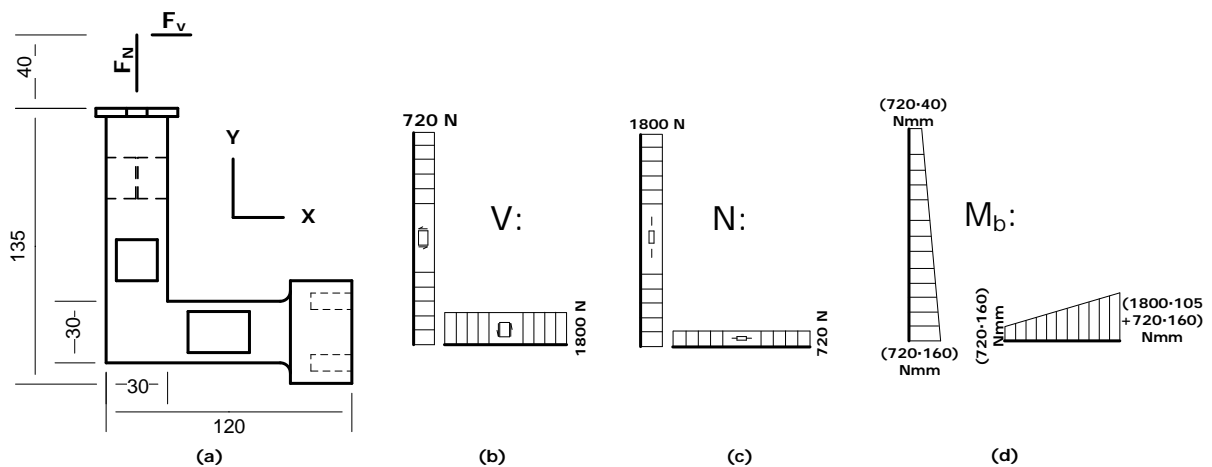 Fᵥ
F_N
40
135
30
30
120
Y
X
(a)
720 N
V:
1800 N
(b)
1800 N
N:
720 N
(c)
(720·40)
Nmm
M_b:
(720·160)
Nmm
(720·160)
Nmm
(1800·105
+720·160)
Nmm
(d)